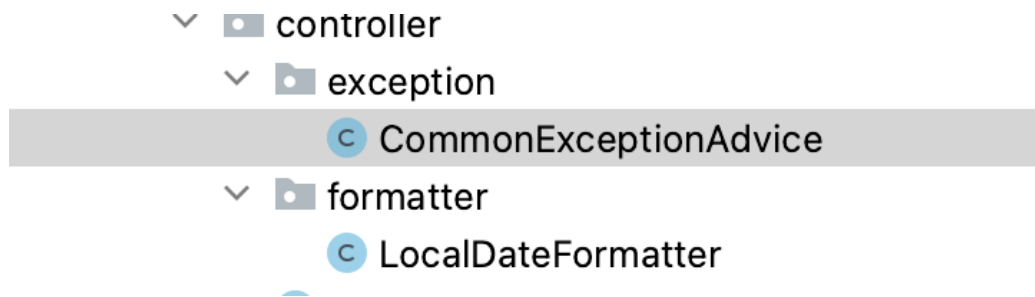 controller
exception
C CommonExceptionAdvice
formatter
C LocalDateFormatter